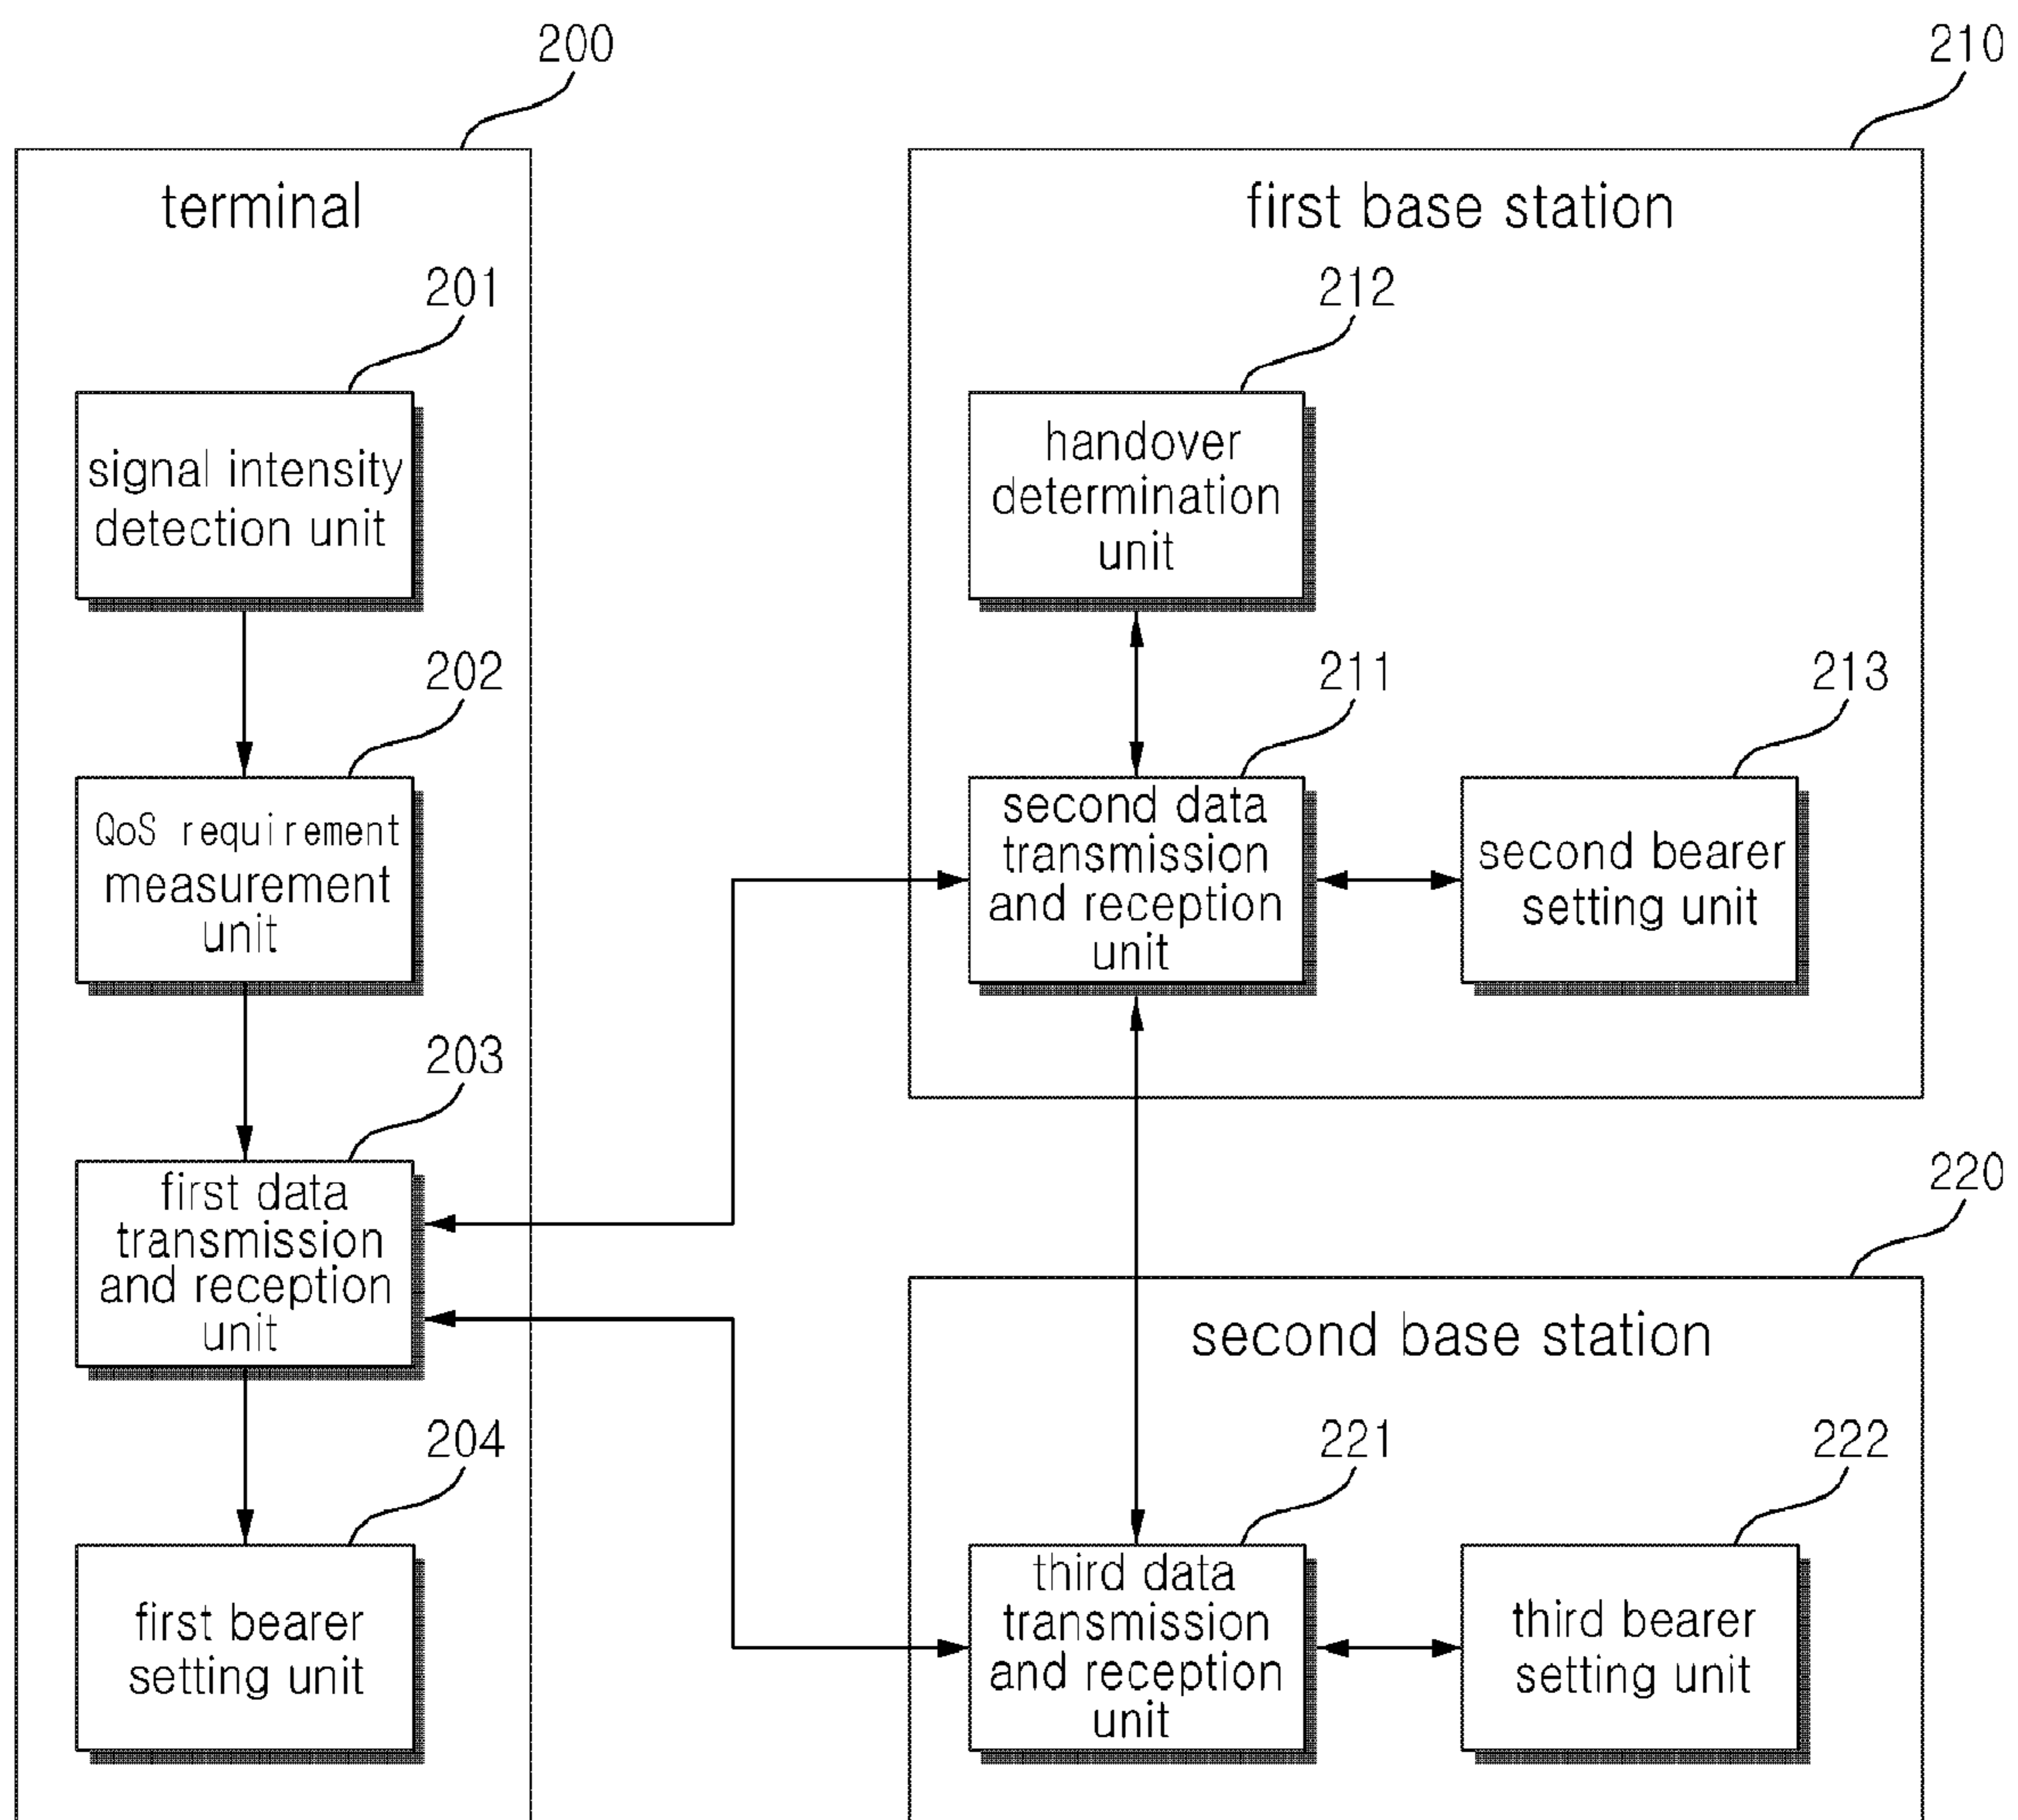 200
terminal
201
signal intensity
detection unit
202
QoS requirement
measurement
unit
203
first data
transmission
and reception
unit
204
first bearer
setting unit
210
first base station
212
handover
determination
unit
211
second data
transmission
and reception
unit
213
second bearer
setting unit
220
second base station
221
third data
transmission
and reception
unit
222
third bearer
setting unit